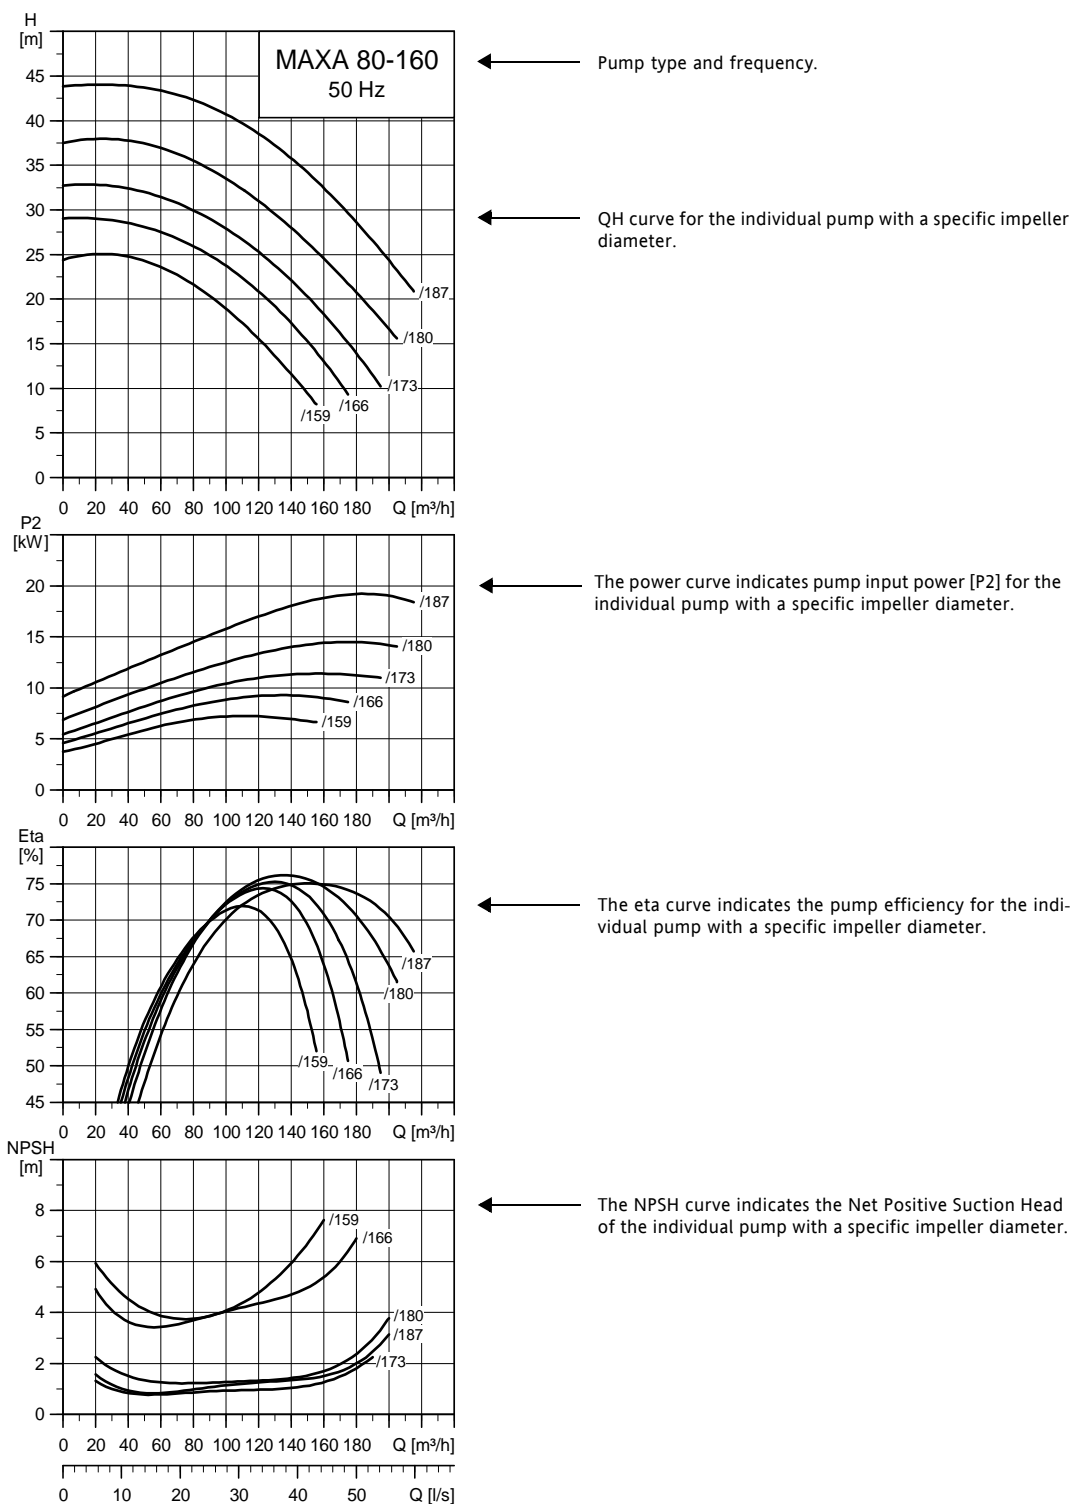 H
[m]
MAXA 80-160
50 Hz
Pump type and frequency.
45
40
35
30
25
20
15
10
5
0
QH curve for the individual pump with a specific impeller
diameter.
/187
/180
/173
/166
/159
0 20 40 60 80 100 120 140 160 180 Q [m³/h]
P2
[kW]
20
15
10
5
0
The power curve indicates pump input power [P2] for the
individual pump with a specific impeller diameter.
/187
/180
/173
/166
/159
0 20 40 60 80 100 120 140 160 180 Q [m³/h]
Eta
[%]
75
70
65
60
55
50
45
The eta curve indicates the pump efficiency for the indi-
vidual pump with a specific impeller diameter.
/187
/180
/159
/166
/173
0 20 40 60 80 100 120 140 160 180 Q [m³/h]
NPSH
[m]
8
6
4
2
0
The NPSH curve indicates the Net Positive Suction Head
of the individual pump with a specific impeller diameter.
/159
/166
/180
/187
/173
0 20 40 60 80 100 120 140 160 180 Q [m³/h]
0 10 20 30 40 50 Q [l/s]